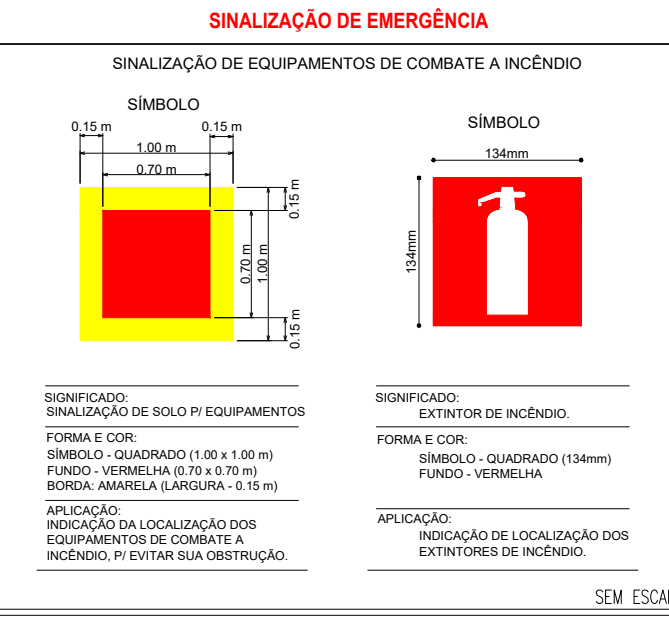 SINALIZAÇÃO DE EMERGÊNCIA
SINALIZAÇÃO DE EQUIPAMENTOS DE COMBATE A INCÊNDIO
SÍMBOLO
0.15 m
0.15 m
1.00 m
0.70 m
0.15 m
0.70 m
1.00 m
0.15 m
SIGNIFICADO:
SINALIZAÇÃO DE SOLO P/ EQUIPAMENTOS
FORMA E COR:
SÍMBOLO - QUADRADO (1.00 x 1.00 m)
FUNDO - VERMELHA (0.70 x 0.70 m)
BORDA: AMARELA (LARGURA - 0.15 m)
APLICAÇÃO:
INDICAÇÃO DA LOCALIZAÇÃO DOS
EQUIPAMENTOS DE COMBATE A
INCÊNDIO, P/ EVITAR SUA OBSTRUÇÃO.
SÍMBOLO
134mm
134mm
SIGNIFICADO:
EXTINTOR DE INCÊNDIO.
FORMA E COR:
SÍMBOLO - QUADRADO (134mm)
FUNDO - VERMELHA
APLICAÇÃO:
INDICAÇÃO DE LOCALIZAÇÃO DOS
EXTINTORES DE INCÊNDIO.
SEM